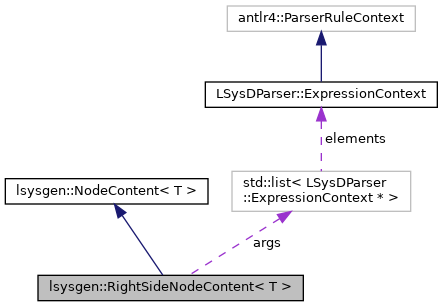 antlr4::ParserRuleContext
LSysDParser::ExpressionContext
elements
lsysgen::NodeContent< T >
std::list< LSysDParser
::ExpressionContext * >
args
lsysgen::RightSideNodeContent< T >